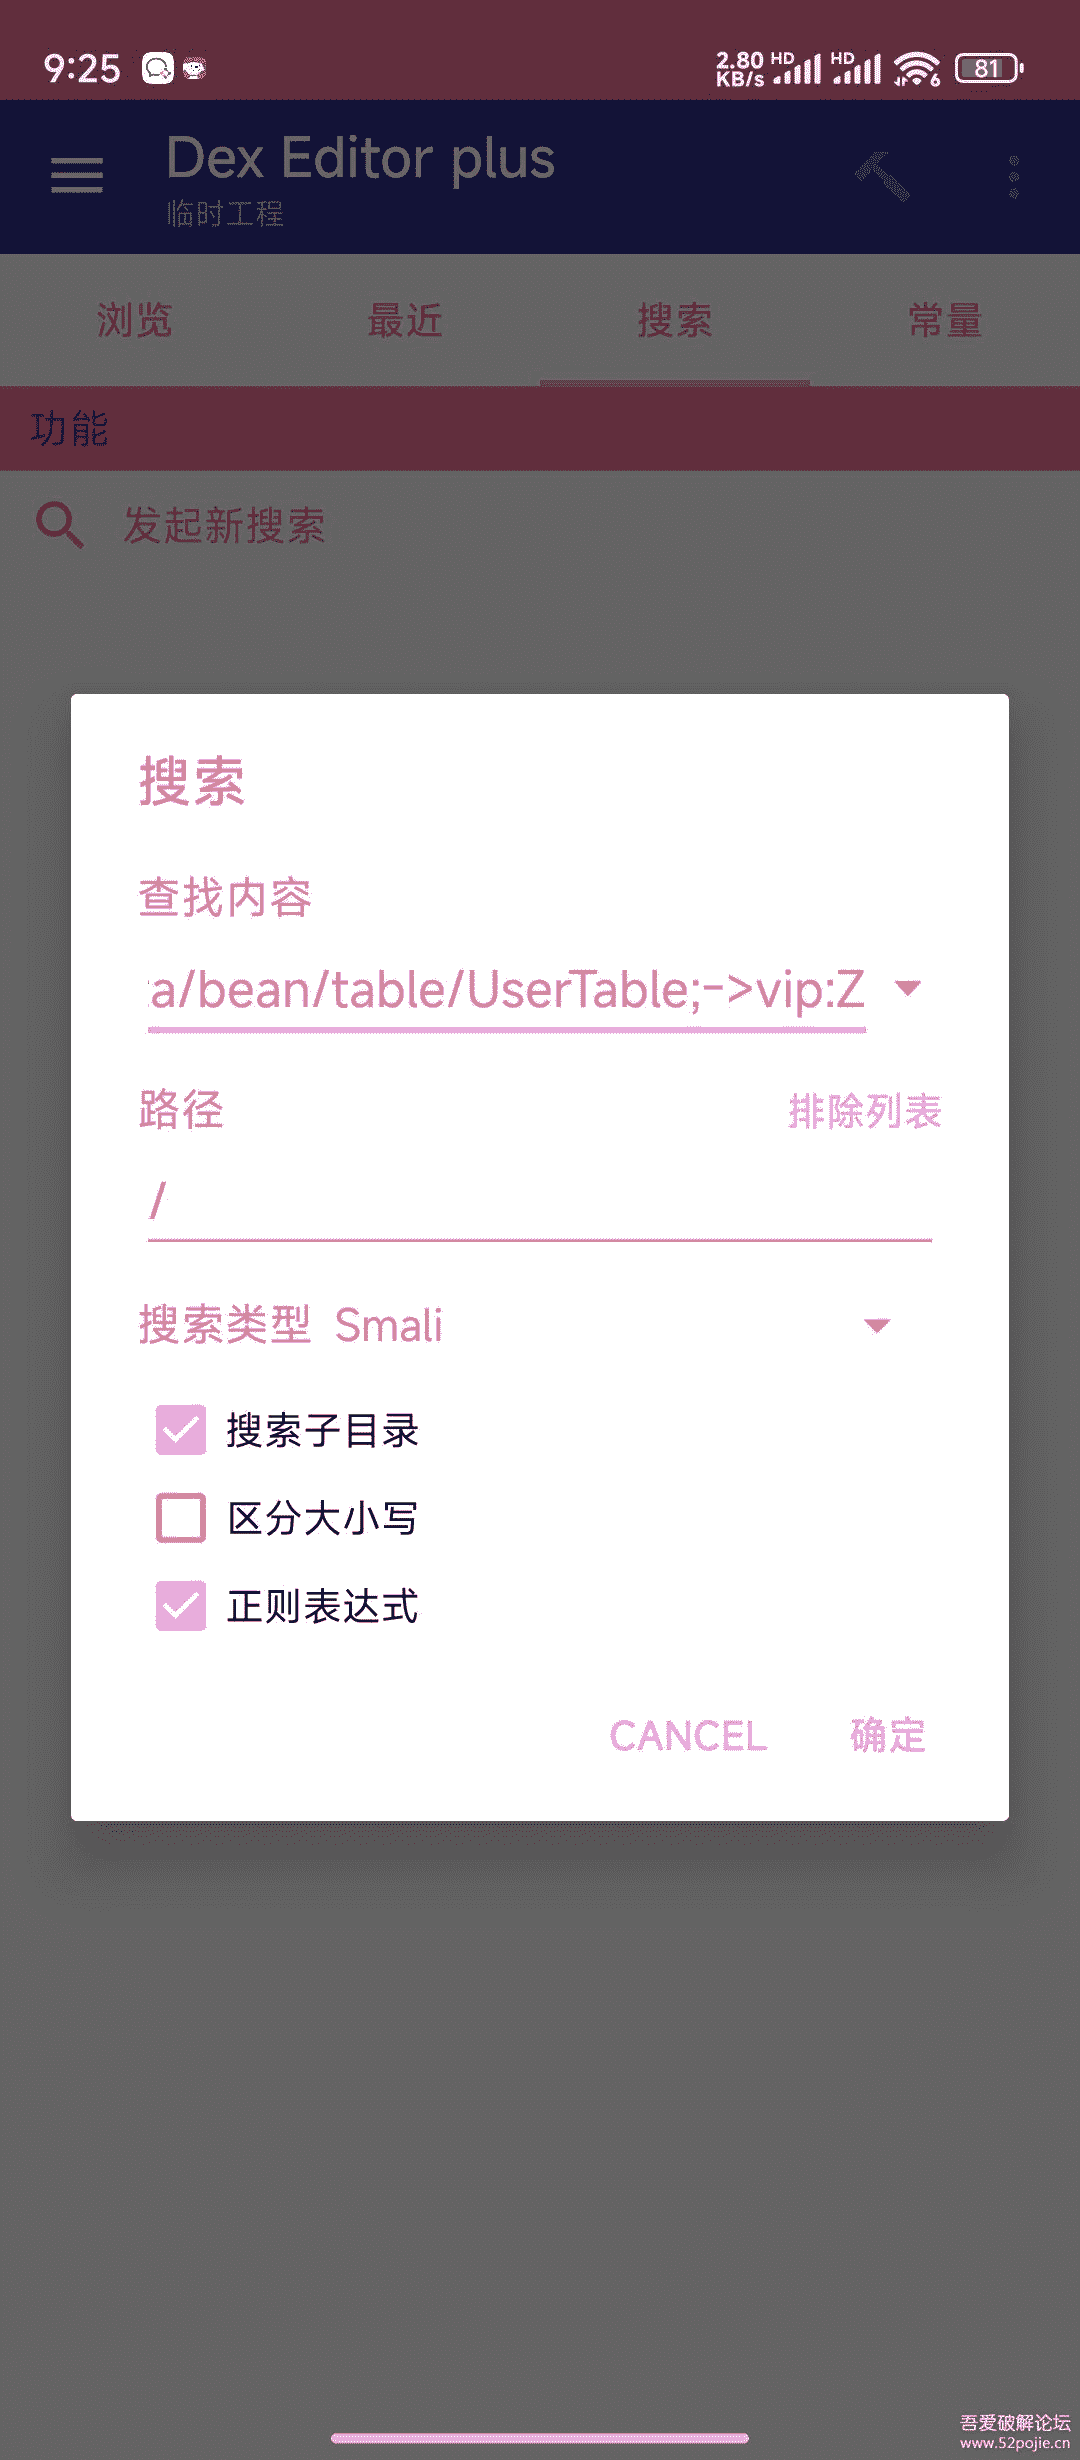 9:25
2.80 KB/s HD HD 6 81
Dex Editor plus
临时工程
浏览 最近 搜索 常量
功能
发起新搜索
搜索
查找内容
a/bean/table/UserTable;->vip:Z
路径 排除列表
/
搜索类型 Smali
搜索子目录
区分大小写
正则表达式
CANCEL 确定
吾爱破解论坛
www.52pojie.cn